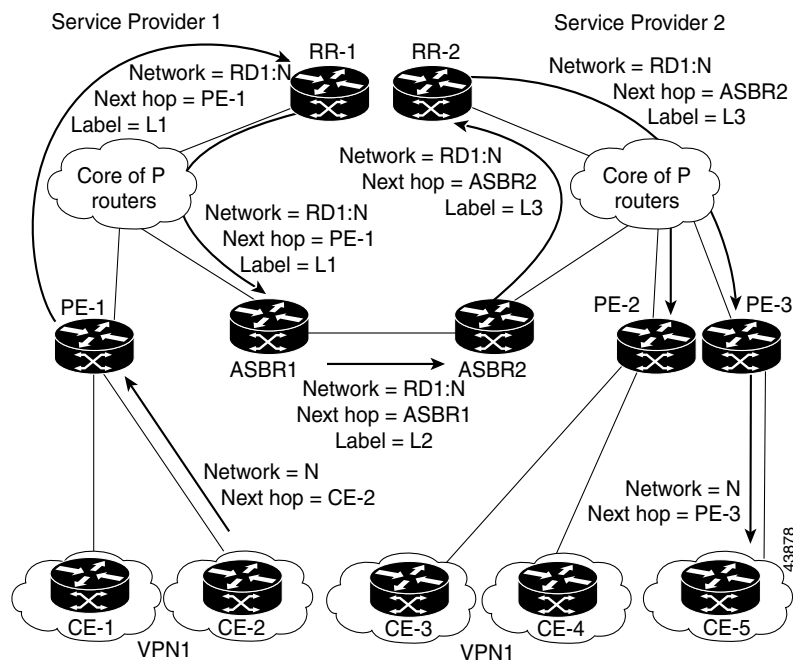 Service Provider 1
Service Provider 2
RR-1
RR-2
Network = RD1:N
Next hop = PE-1
Label = L1
Network = RD1:N
Next hop = ASBR2
Label = L3
Core of P
routers
Network = RD1:N
Next hop = ASBR2
Label = L3
Core of P
routers
Network = RD1:N
Next hop = PE-1
Label = L1
PE-1
PE-2
PE-3
ASBR1
ASBR2
Network = RD1:N
Next hop = ASBR1
Label = L2
Network = N
Next hop = CE-2
Network = N
Next hop = PE-3
43878
CE-1
CE-2
CE-3
CE-4
CE-5
VPN1
VPN1